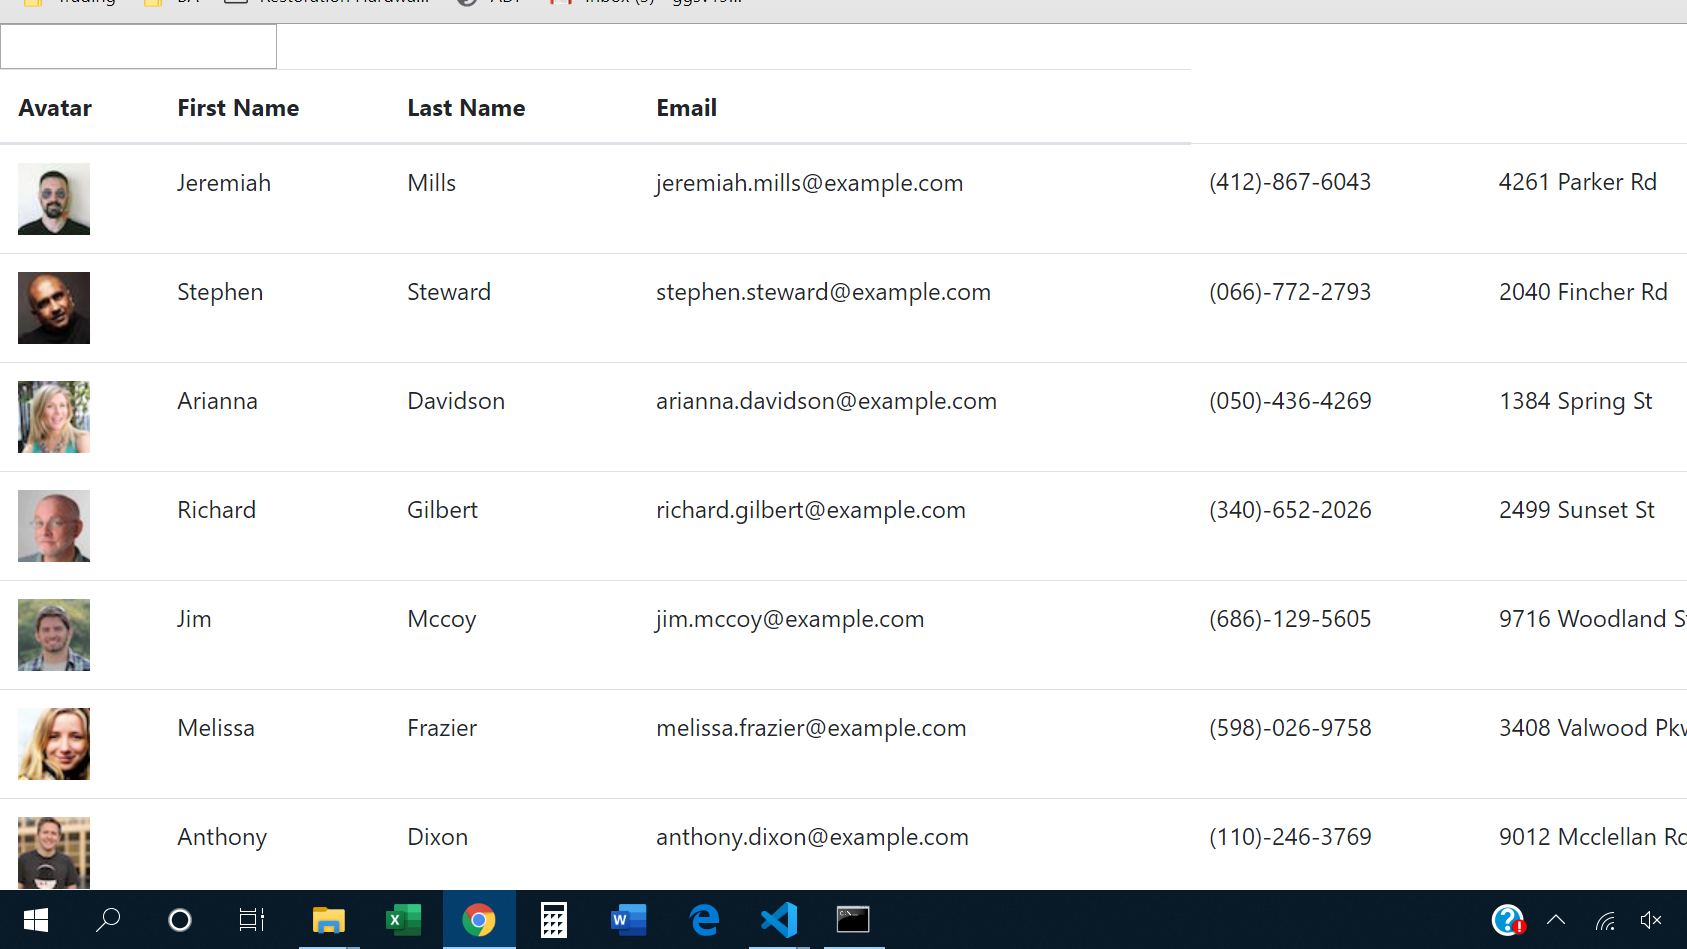 Avatar First Name Last Name Email
Jeremiah Mills jeremiah.mills@example.com (412)-867-6043 4261 Parker Rd
Stephen Steward stephen.steward@example.com (066)-772-2793 2040 Fincher Rd
Arianna Davidson arianna.davidson@example.com (050)-436-4269 1384 Spring St
Richard Gilbert richard.gilbert@example.com (340)-652-2026 2499 Sunset St
Jim Mccoy jim.mccoy@example.com (686)-129-5605 9716 Woodland
Melissa Frazier melissa.frazier@example.com (598)-026-9758 3408 Valwood
Anthony Dixon anthony.dixon@example.com (110)-246-3769 9012 Mcclellan Rd